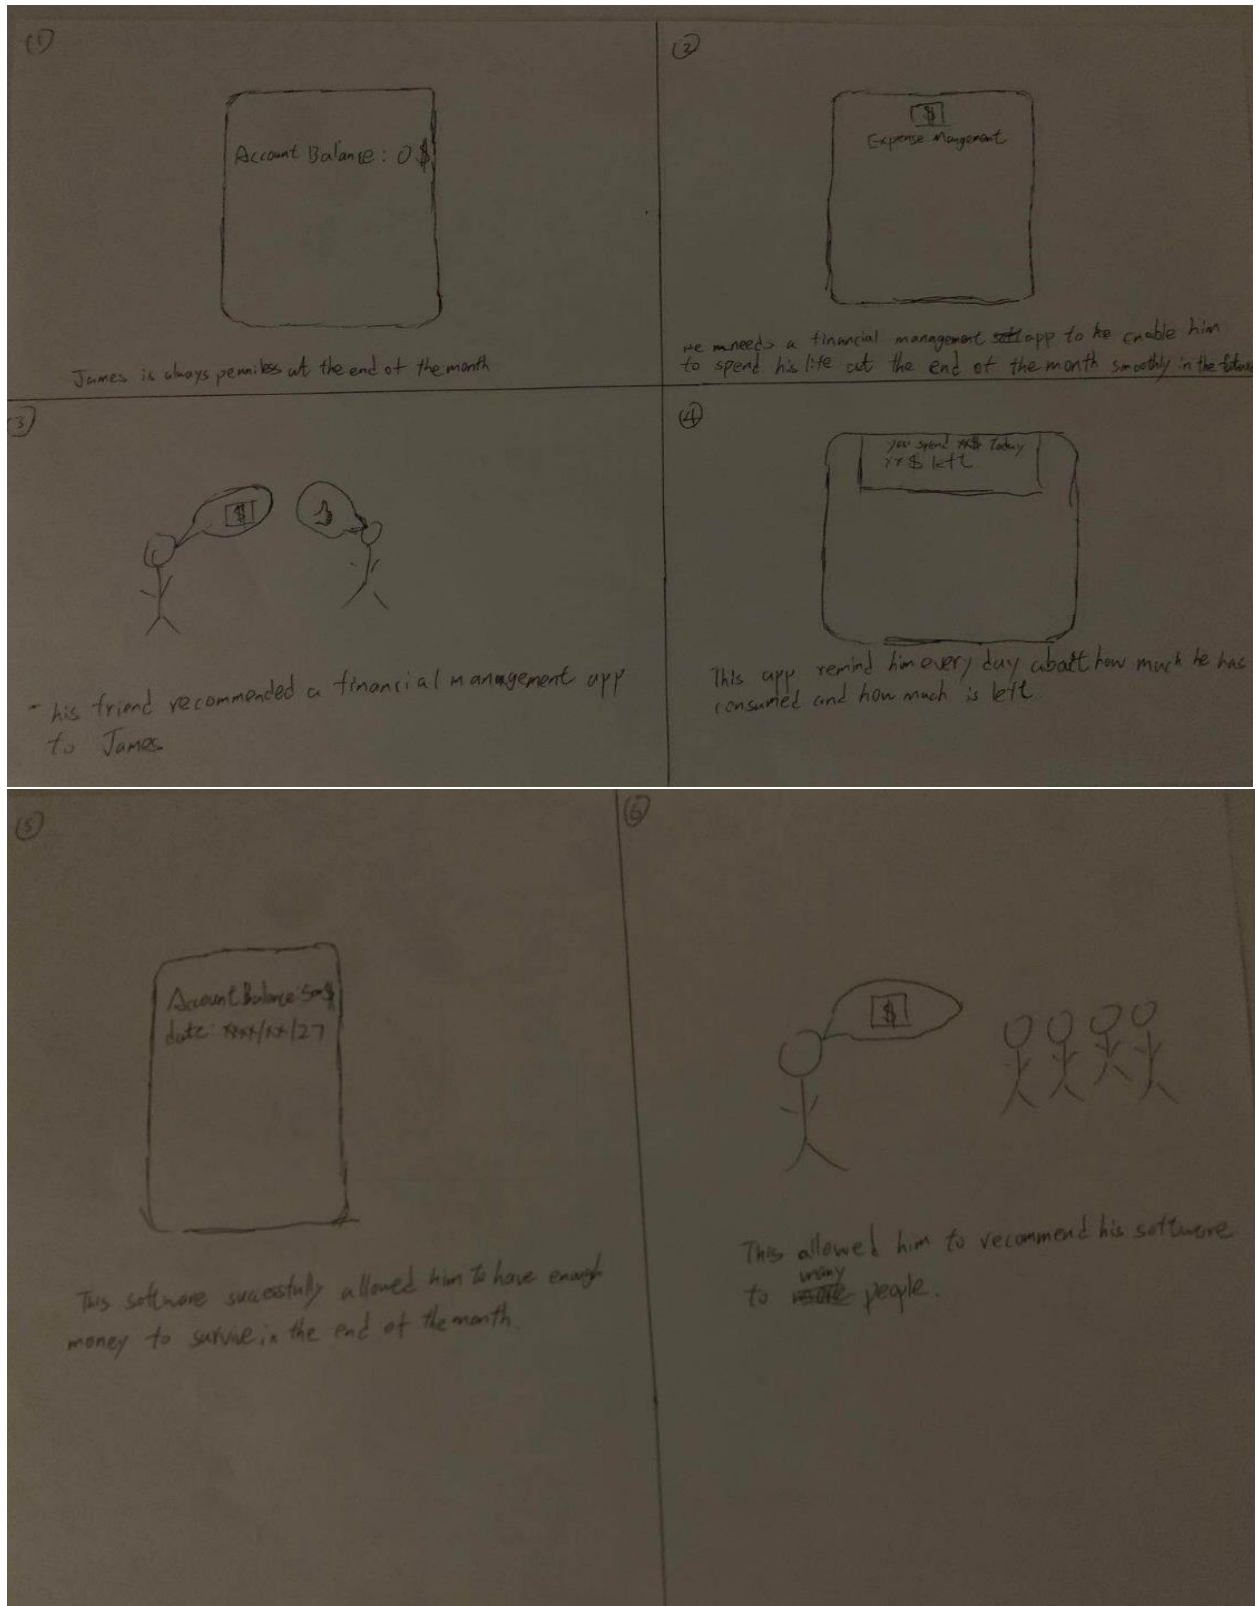 ①
Account Balance: 0$
James is always penniless at the end of the month
②
$
Expense Mangement
He needs a financial management app to enable him
to spend his life at the end of the month smoothly in the future
③
$
his friend recommended a financial management app
to James
④
you spend **$ Today
**$ left
This app remind him every day about how much he has
consumed and how much is left
⑤
Account Balance: 500$
date: ****/**/27
This software sucessfully allowed him to have enough
money to survive in the end of the month
⑥
$
This allowed him to recommend his software
many
to people.